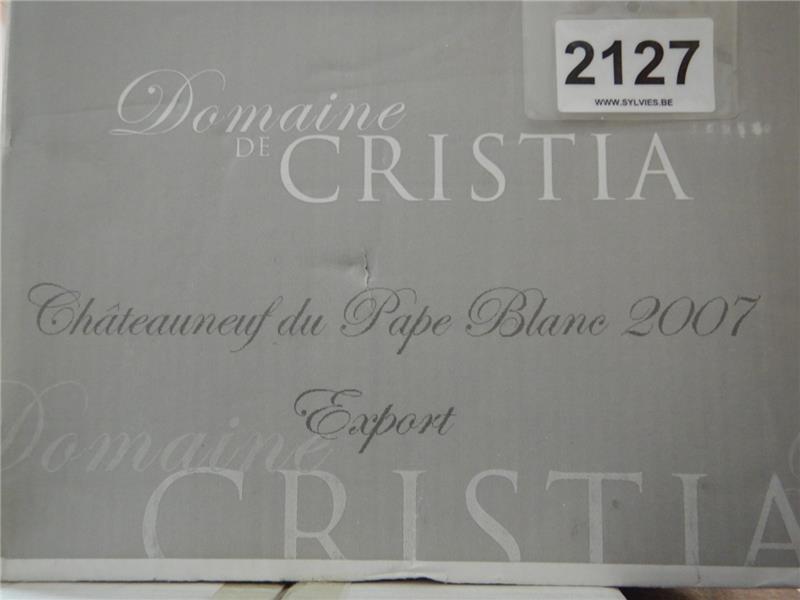 2127
WWW.SYLVIES.BE
Domaine
DE CRISTIA
Châteauneuf du Pape Blanc 2007
Export
Domaine
CRISTIA